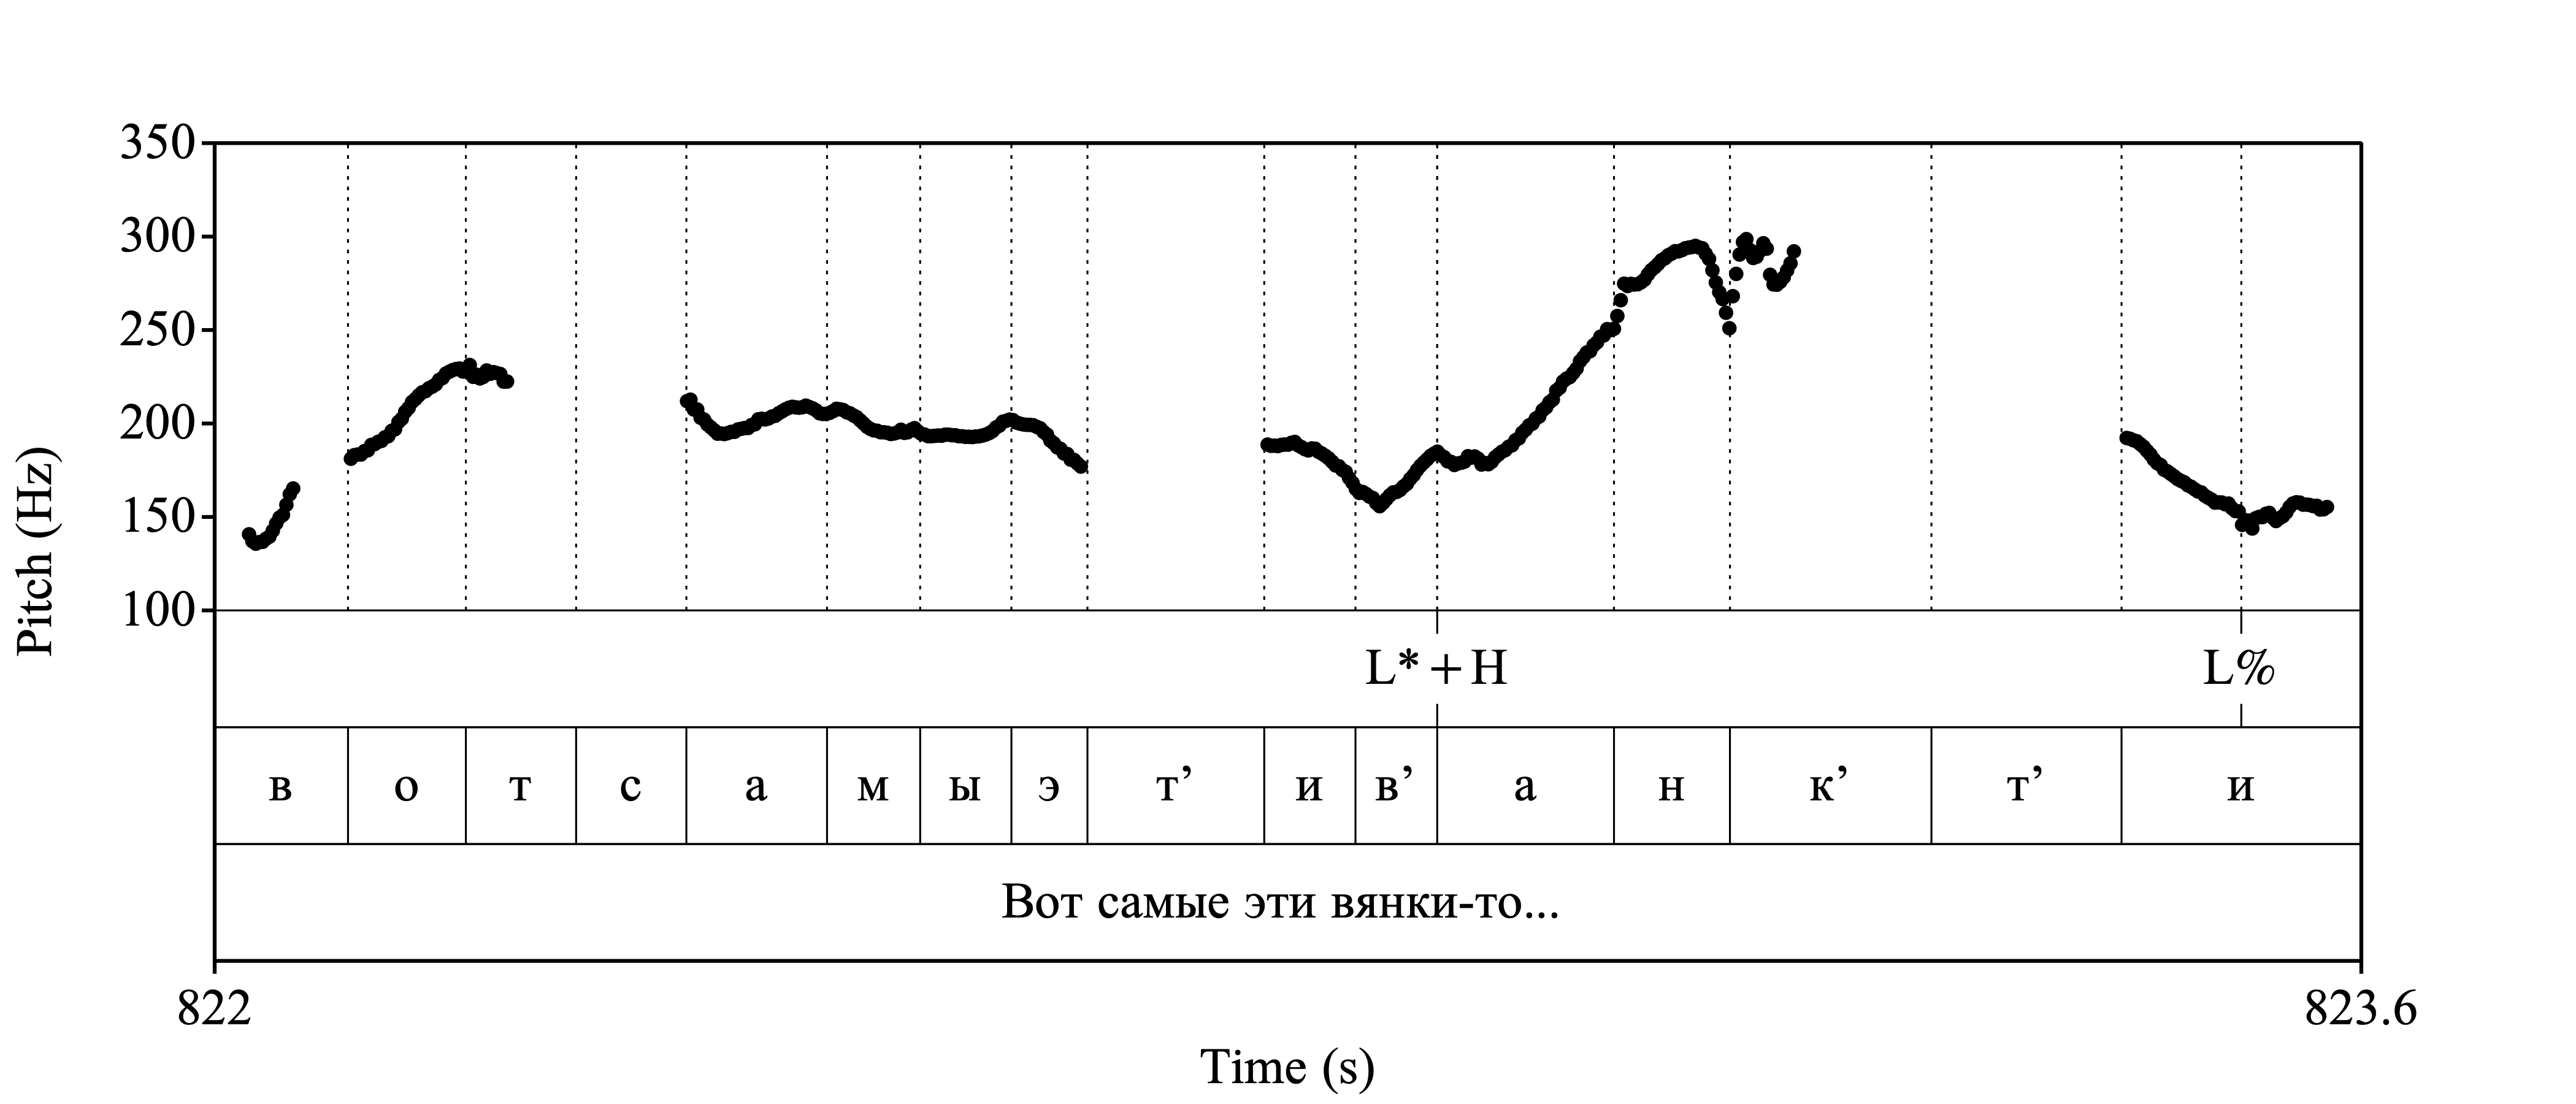 350
300
250
200
150
100
Pitch (Hz)
L* + H L%
в о т с а м ы э т’ и в’ а н к’ т’ и
Вот самые эти вянки-то...
822 823.6
Time (s)